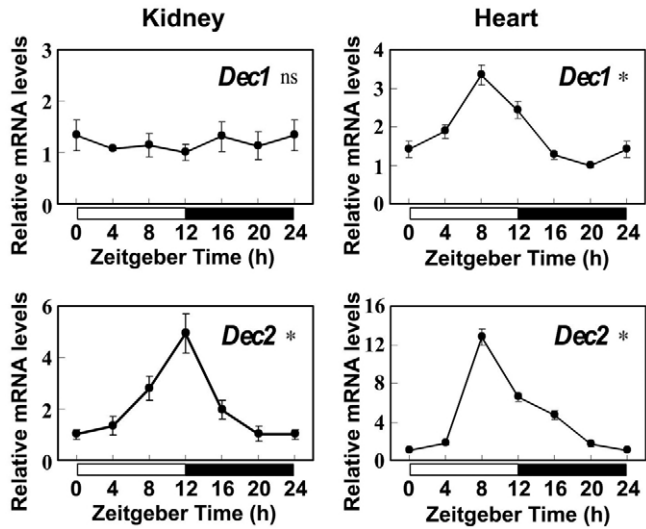 Kidney
Heart
Relative mRNA levels
3
2
1
0
Dec1 ns
0 4 8 12 16 20 24
Zeitgeber Time (h)
Relative mRNA levels
4
3
2
1
0
Dec1 *
0 4 8 12 16 20 24
Zeitgeber Time (h)
Relative mRNA levels
6
4
2
0
Dec2 *
0 4 8 12 16 20 24
Zeitgeber Time (h)
Relative mRNA levels
16
12
8
4
0
Dec2 *
0 4 8 12 16 20 24
Zeitgeber Time (h)